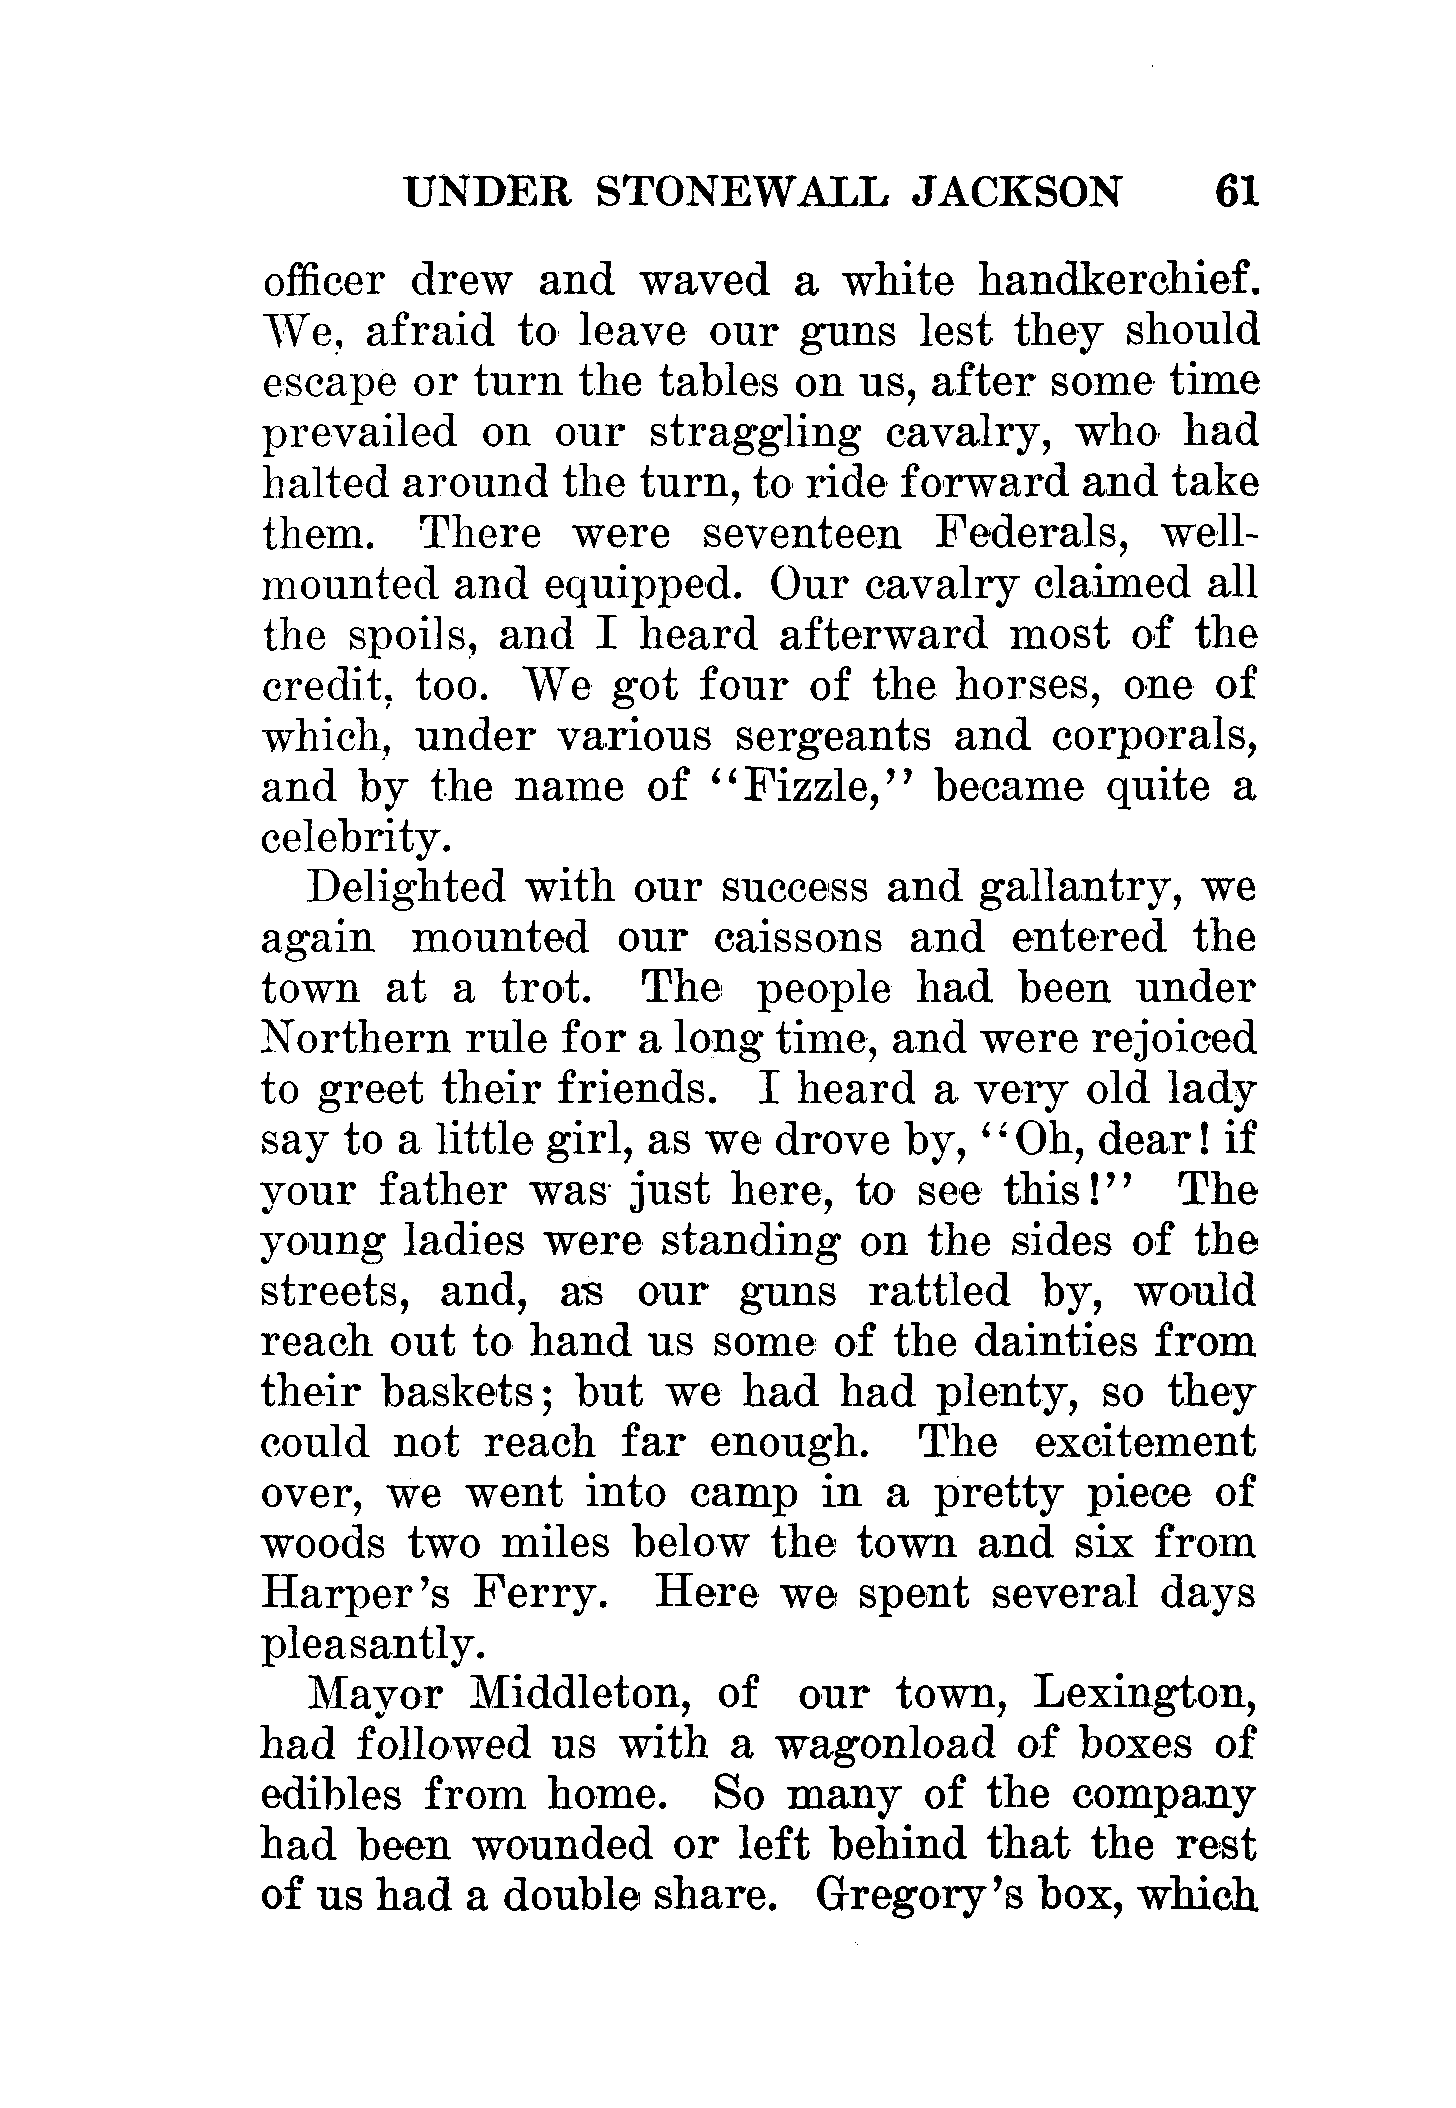 UNDER STONEWALL JACKSON 61
officer drew and waved a white handkerchief.
We, afraid to leave our guns lest they should
escape or turn the tables on us, after some time
prevailed on our straggling cavalry, who had
halted around the turn, to ride forward and take
them. There were seventeen Federals, well-
mounted and equipped. Our cavalry claimed all
the spoils, and I heard afterward most of the
credit, too. We got four of the horses, one of
which, under various sergeants and corporals,
and by the name of "Fizzle," became quite a
celebrity.
Delighted with our success and gallantry, we
again mounted our caissons and entered the
town at a trot. The people had been under
Northern rule for a long time, and were rejoiced
to greet their friends. I heard a very old lady
say to a little girl, as we drove by, "Oh, dear! if
your father was just here, to see this!" The
young ladies were standing on the sides of the
streets, and, as our guns rattled by, would
reach out to hand us some of the dainties from
their baskets; but we had had plenty, so they
could not reach far enough. The excitement
over, we went into camp in a pretty piece of
woods two miles below the town and six from
Harper's Ferry. Here we spent several days
pleasantly.
Mayor Middleton, of our town, Lexington,
had followed us with a wagonload of boxes of
edibles from home. So many of the company
had been wounded or left behind that the rest
of us had a double share. Gregory's box, which